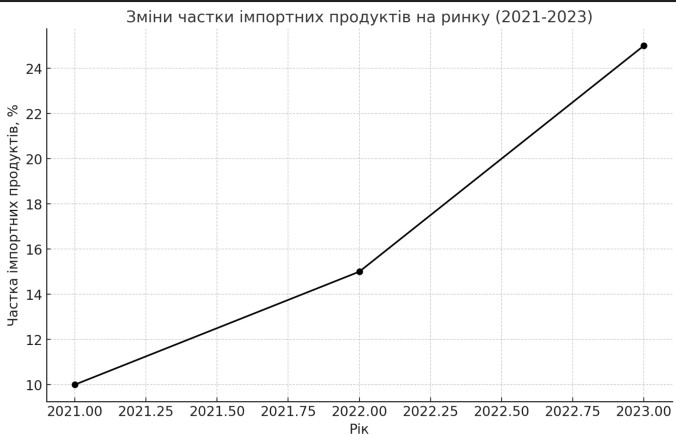 Зміни частки імпортних продуктів на ринку (2021-2023)
Частка імпортних продуктів, %
24
22
20
18
16
14
12
10
2021.00 2021.25 2021.50 2021.75 2022.00 2022.25 2022.50 2022.75 2023.00
Рік